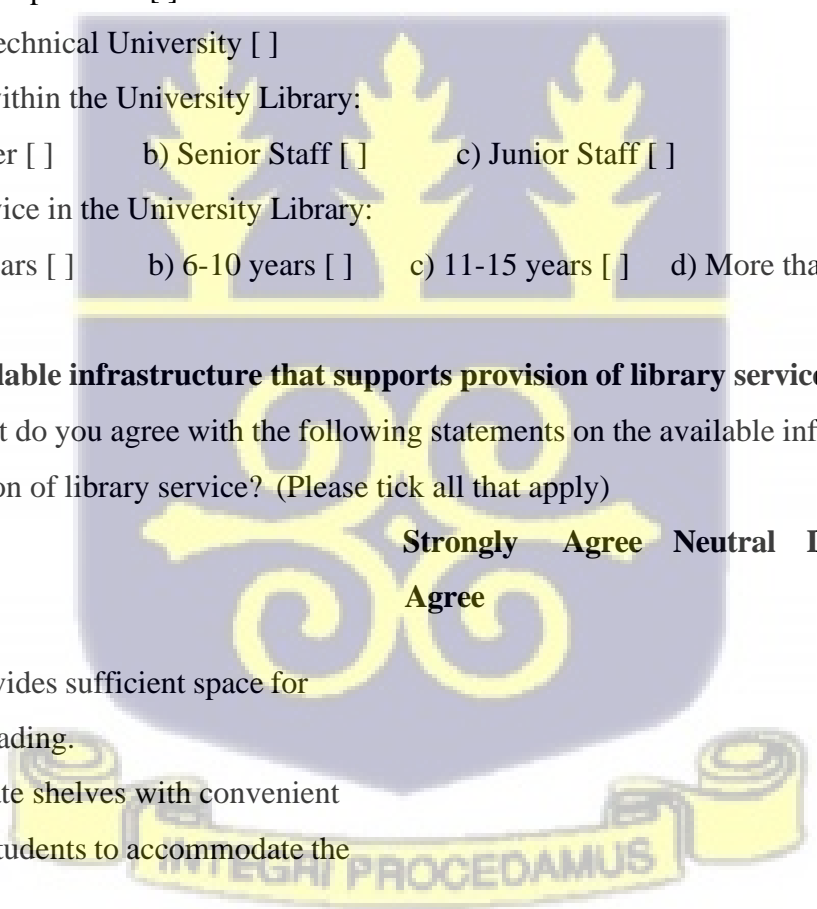 echnical University [ ]
ithin the University Library:
er [ ] b) Senior Staff [ ] c) Junior Staff [ ]
vice in the University Library:
ars [ ] b) 6-10 years [ ] c) 11-15 years [ ] d) More tha
lable infrastructure that supports provision of library service
t do you agree with the following statements on the available inf
on of library service? (Please tick all that apply)
Strongly Agree Neutral D
Agree
vides sufficient space for
ading.
te shelves with convenient
tudents to accommodate the
INTEGRI PROCEDAMUS